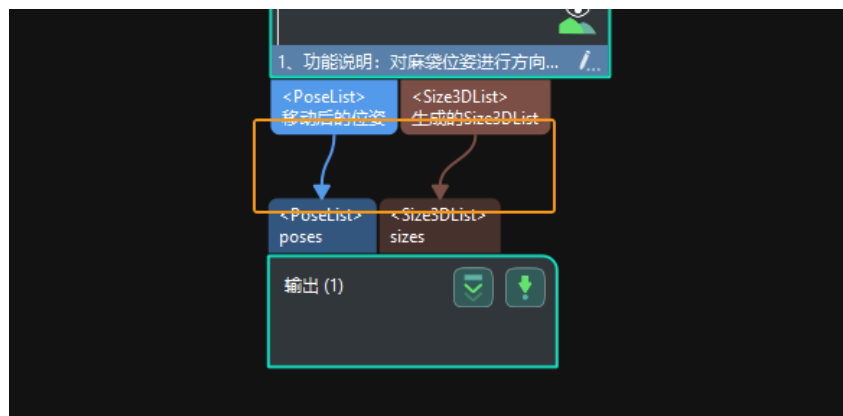 1、功能说明：对麻袋位姿进行方向...
<PoseList>
移动后的位姿
<Size3DList>
生成的Size3DList
<PoseList>
poses
<Size3DList>
sizes
输出 (1)